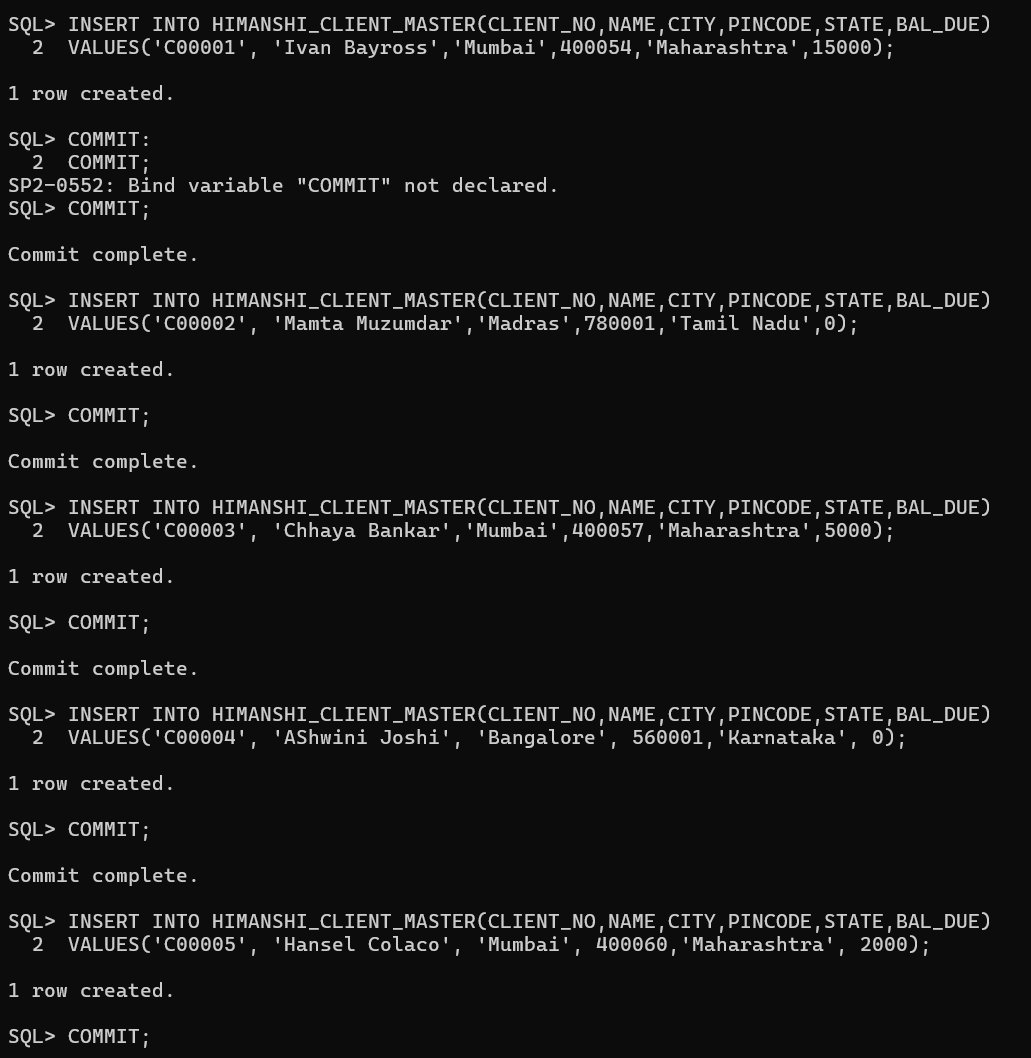 SQL> INSERT INTO HIMANSHI_CLIENT_MASTER(CLIENT_NO,NAME,CITY,PINCODE,STATE,BAL_DUE)
  2  VALUES('C00001', 'Ivan Bayross','Mumbai',400054,'Maharashtra',15000);
1 row created.
SQL> COMMIT:
  2  COMMIT;
SP2-0552: Bind variable "COMMIT" not declared.
SQL> COMMIT;
Commit complete.
SQL> INSERT INTO HIMANSHI_CLIENT_MASTER(CLIENT_NO,NAME,CITY,PINCODE,STATE,BAL_DUE)
  2  VALUES('C00002', 'Mamta Muzumdar','Madras',780001,'Tamil Nadu',0);
1 row created.
SQL> COMMIT;
Commit complete.
SQL> INSERT INTO HIMANSHI_CLIENT_MASTER(CLIENT_NO,NAME,CITY,PINCODE,STATE,BAL_DUE)
  2  VALUES('C00003', 'Chhaya Bankar','Mumbai',400057,'Maharashtra',5000);
1 row created.
SQL> COMMIT;
Commit complete.
SQL> INSERT INTO HIMANSHI_CLIENT_MASTER(CLIENT_NO,NAME,CITY,PINCODE,STATE,BAL_DUE)
  2  VALUES('C00004', 'AShwini Joshi', 'Bangalore', 560001,'Karnataka', 0);
1 row created.
SQL> COMMIT;
Commit complete.
SQL> INSERT INTO HIMANSHI_CLIENT_MASTER(CLIENT_NO,NAME,CITY,PINCODE,STATE,BAL_DUE)
  2  VALUES('C00005', 'Hansel Colaco', 'Mumbai', 400060,'Maharashtra', 2000);
1 row created.
SQL> COMMIT;